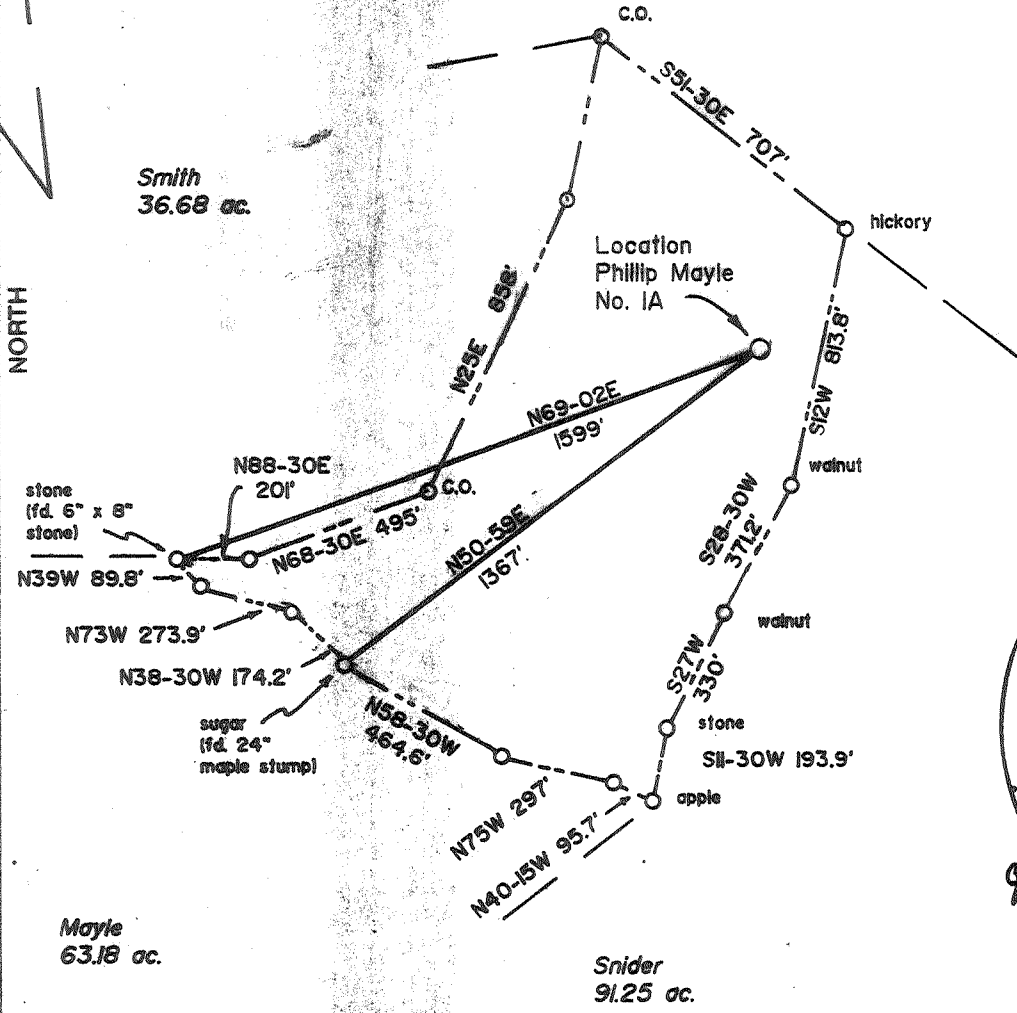 C.O.
S51-30E 707'
Smith
36.68 ac.
hickory
Location
Phillip Mayle
No. 1A
NORTH
N25E 858'
S12W 813.8'
N69-02E
1599'
N88-30E
201'
C.O.
walnut
stone
(fd. 6" x 8"
stone)
N68-30E 495'
N50-59E
1367'
S28-30W
371.2'
N39W 89.8'
walnut
N73W 273.9'
S27W
330'
N38-30W 174.2'
sugar
(fd. 24"
maple stump)
N58-30W
464.6'
stone
S11-30W 193.9'
apple
N75W 297'
N40-15W 95.7'
Mayle
63.18 ac.
Snider
91.25 ac.